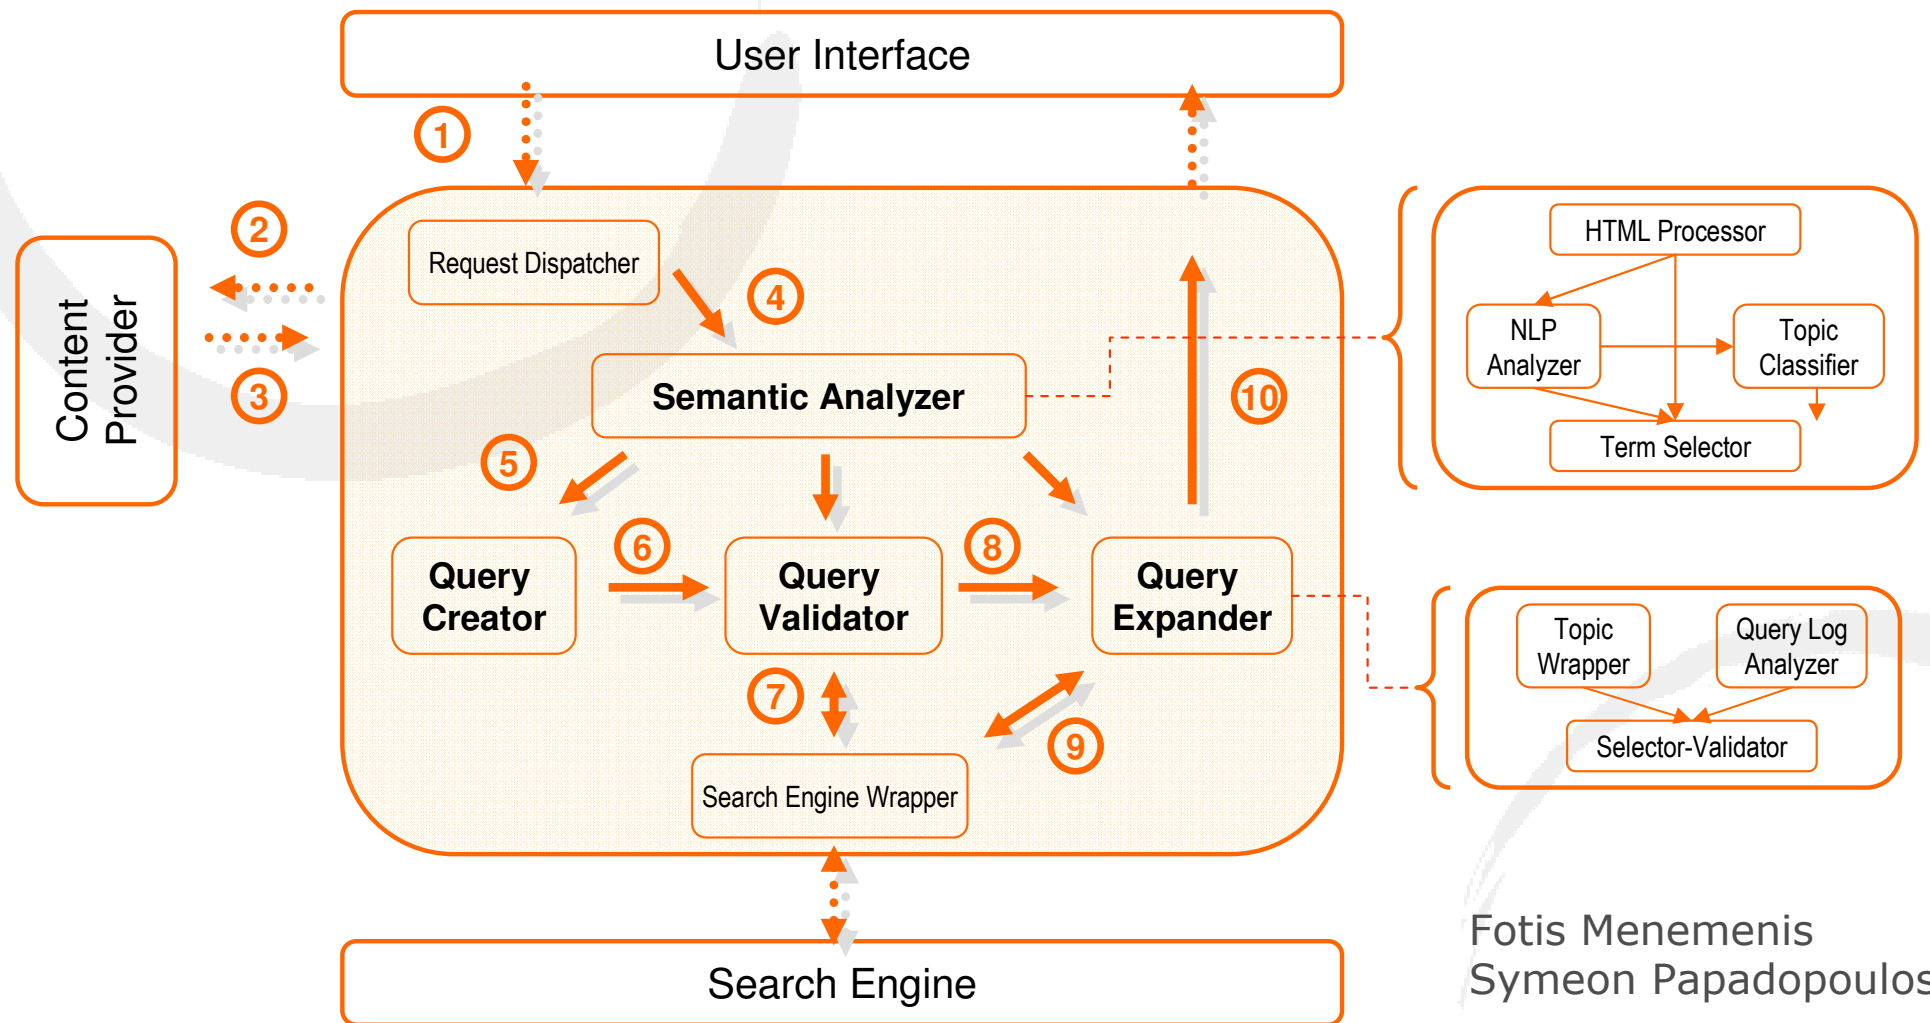 User Interface
1
2
Content
Provider
3
Request Dispatcher
4
Semantic Analyzer
10
5
6
8
Query
Creator
Query
Validator
Query
Expander
7
9
Search Engine Wrapper
Search Engine
HTML Processor
NLP
Analyzer
Topic
Classifier
Term Selector
Topic
Wrapper
Query Log
Analyzer
Selector-Validator
Fotis Menemenis
Symeon Papadopoulos